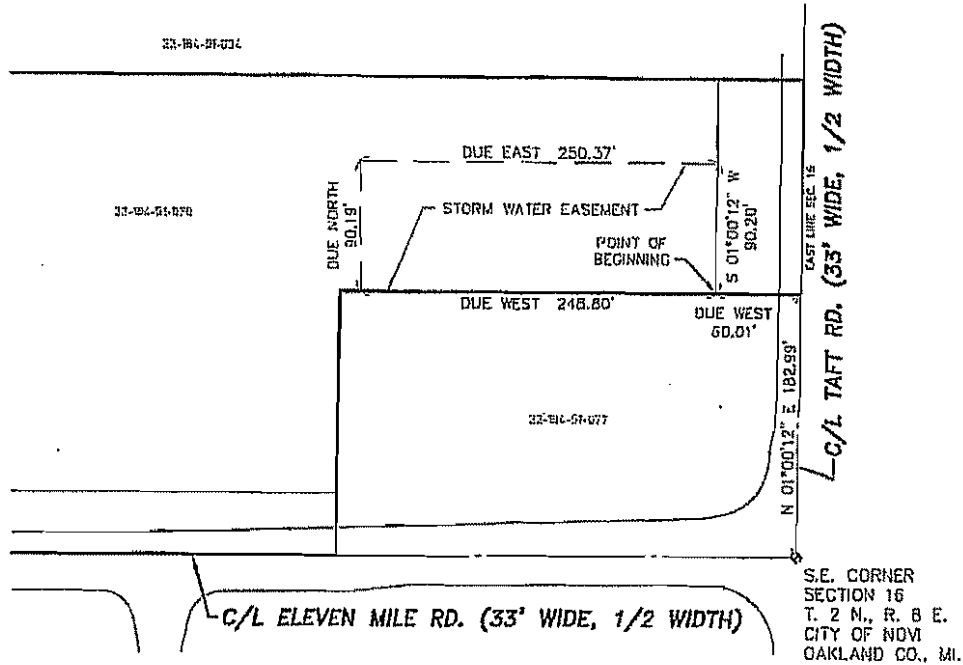 DUE EAST 250.37'
DUE NORTH
90.19'
STORM WATER EASEMENT
POINT OF
BEGINNING
S 01°00'12" W
90.20'
DUE WEST 248.80'
DUE WEST
60.01'
EAST LINE SEC. 16
C/L TAFT RD. (33' WIDE, 1/2 WIDTH)
N 01°00'12" E 182.99'
C/L ELEVEN MILE RD. (33' WIDE, 1/2 WIDTH)
S.E. CORNER
SECTION 16
T. 2 N., R. 8 E.
CITY OF NOVI
OAKLAND CO., MI.